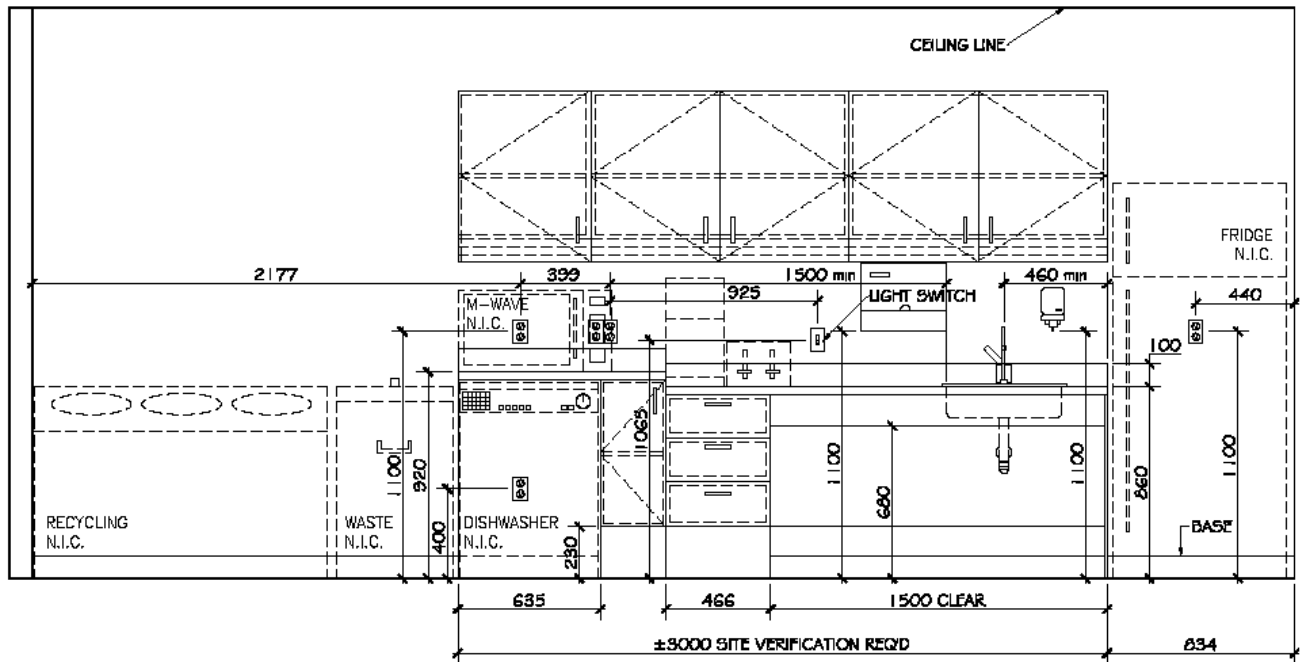 CEILING LINE
FRIDGE
N.I.C.
2177
399
1500 min
460 min
925
LIGHT SWITCH
440
M-WAVE
N.I.C.
100
1065
1100
920
1100
1100
860
1100
680
400
230
RECYCLING
N.I.C.
WASTE
N.I.C.
DISHWASHER
N.I.C.
BASE
635
466
1500 CLEAR
±3000 SITE VERIFICATION REQ'D
834